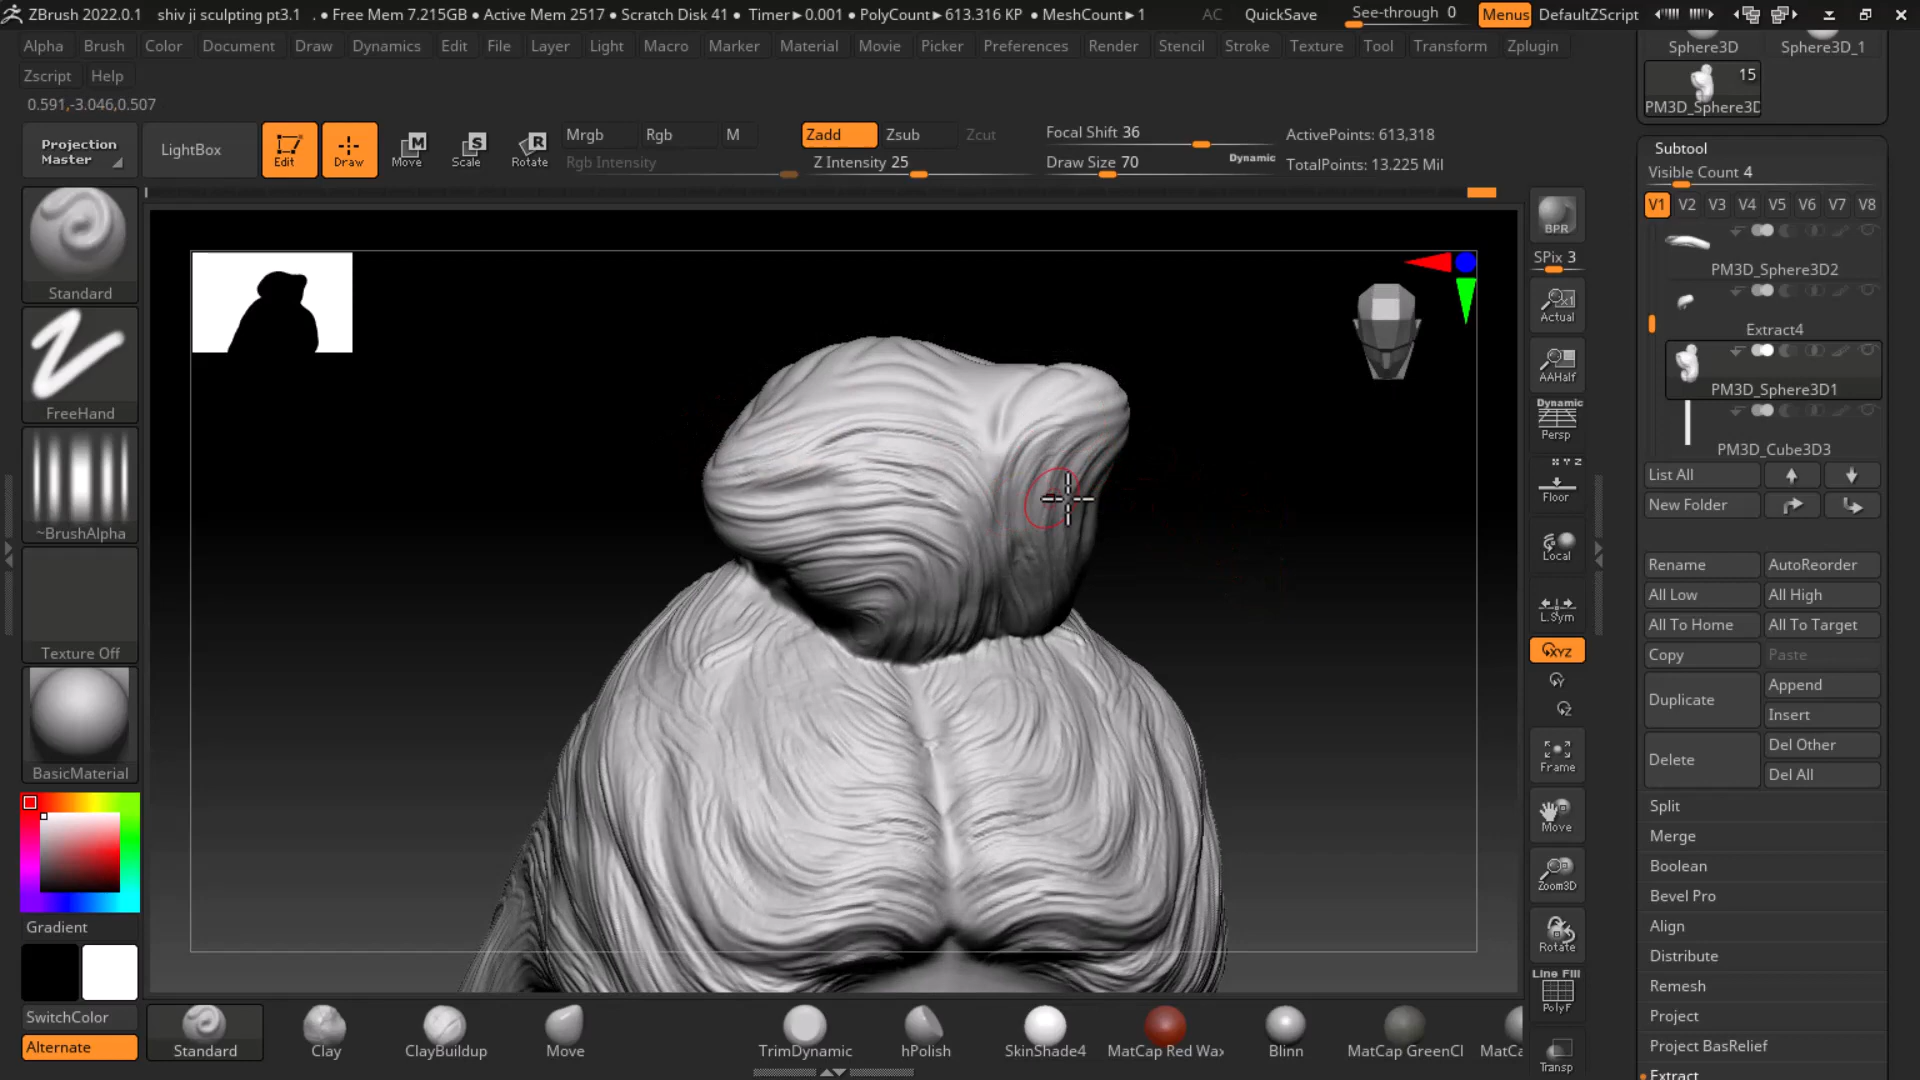 ZBrush 2022.0.1 shiv ji sculpting pt3.1 . • Free Mem 7.215GB • Active Mem 2517 • Scratch Disk 41 • Timer►0.001 • PolyCount►613.316 KP • MeshCount►1 AC QuickSave See-through 0 Menus DefaultZScript
Alpha Brush Color Document Draw Dynamics Edit File Layer Light Macro Marker Material Movie Picker Preferences Render Stencil Stroke Texture Tool Transform Zplugin
Zscript Help
0.591,-3.046,0.507
Projection Master
LightBox
Edit
Draw
Move
Scale
Rotate
Mrgb Rgb M
Rgb Intensity
Zadd Zsub Zcut
Z Intensity 25
Focal Shift 36
Draw Size 70 Dynamic
ActivePoints: 613,318
TotalPoints: 13.225 Mil
Standard
FreeHand
~BrushAlpha
Texture Off
BasicMaterial
Gradient
SwitchColor
Alternate
BPR
SPix 3
Actual
AAHalf
Dynamic
Persp
X Y Z
Floor
Local
L.Sym
XYZ
Y
Z
Frame
Move
Zoom3D
Rotate
Line Fill
PolyF
Transp
Sphere3D Sphere3D_1
15
PM3D_Sphere3D
Subtool
Visible Count 4
V1 V2 V3 V4 V5 V6 V7 V8
PM3D_Sphere3D2
Extract4
PM3D_Sphere3D1
PM3D_Cube3D3
List All
New Folder
Rename AutoReorder
All Low All High
All To Home All To Target
Copy Paste
Duplicate Append
Insert
Delete Del Other
Del All
Split
Merge
Boolean
Bevel Pro
Align
Distribute
Remesh
Project
Project BasRelief
Extract
Standard Clay ClayBuildup Move TrimDynamic hPolish SkinShade4 MatCap Red Wax Blinn MatCap GreenCl MatCa